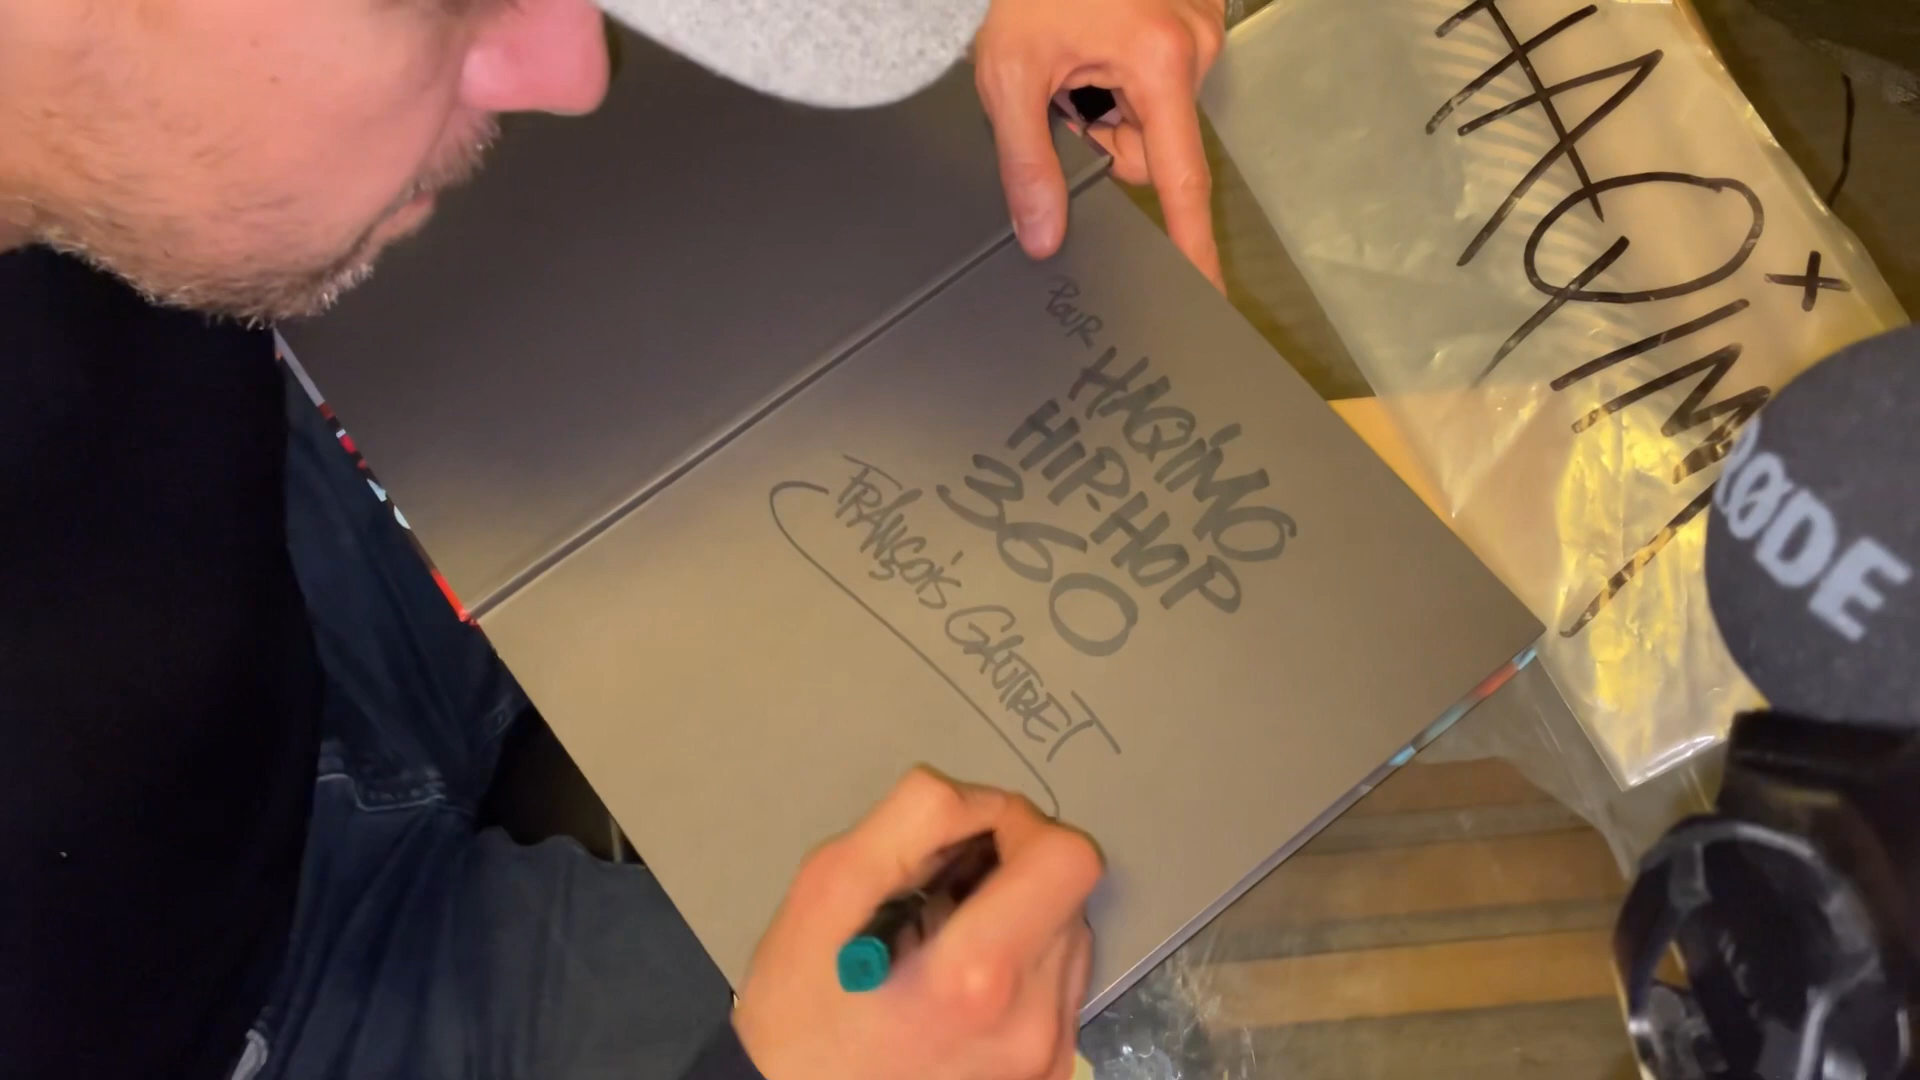 POUR
HAQIMO
HIP-HOP
360
FRANÇOIS GAUTRET
HAQIM
RØDE